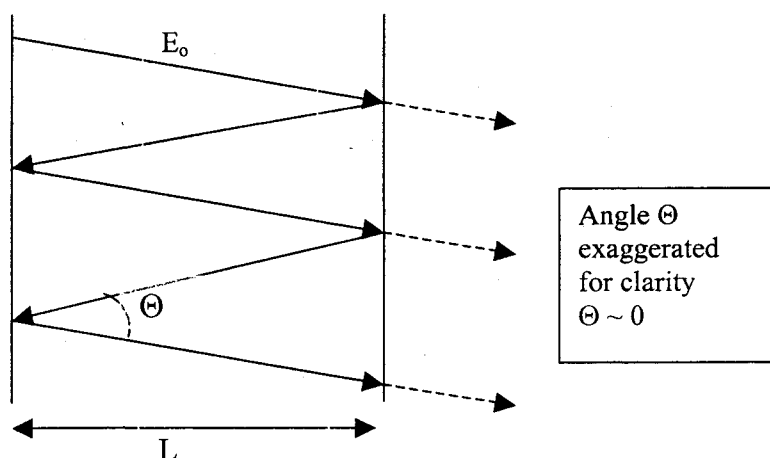 E₀
Angle Θ
exaggerated
for clarity
Θ ~ 0
Θ
L